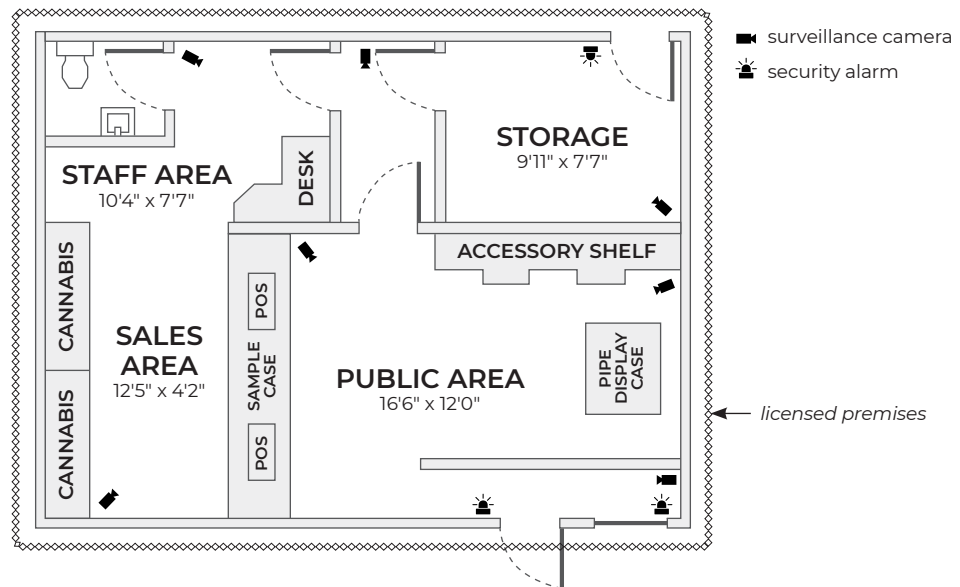 surveillance camera
security alarm
STORAGE
9'11" x 7'7"
STAFF AREA
10'4" x 7'7"
DESK
ACCESSORY SHELF
CANNABIS
POS
SALES
AREA
12'5" x 4'2"
SAMPLE
CASE
PUBLIC AREA
16'6" x 12'0"
PIPE
DISPLAY
CASE
licensed premises
CANNABIS
POS